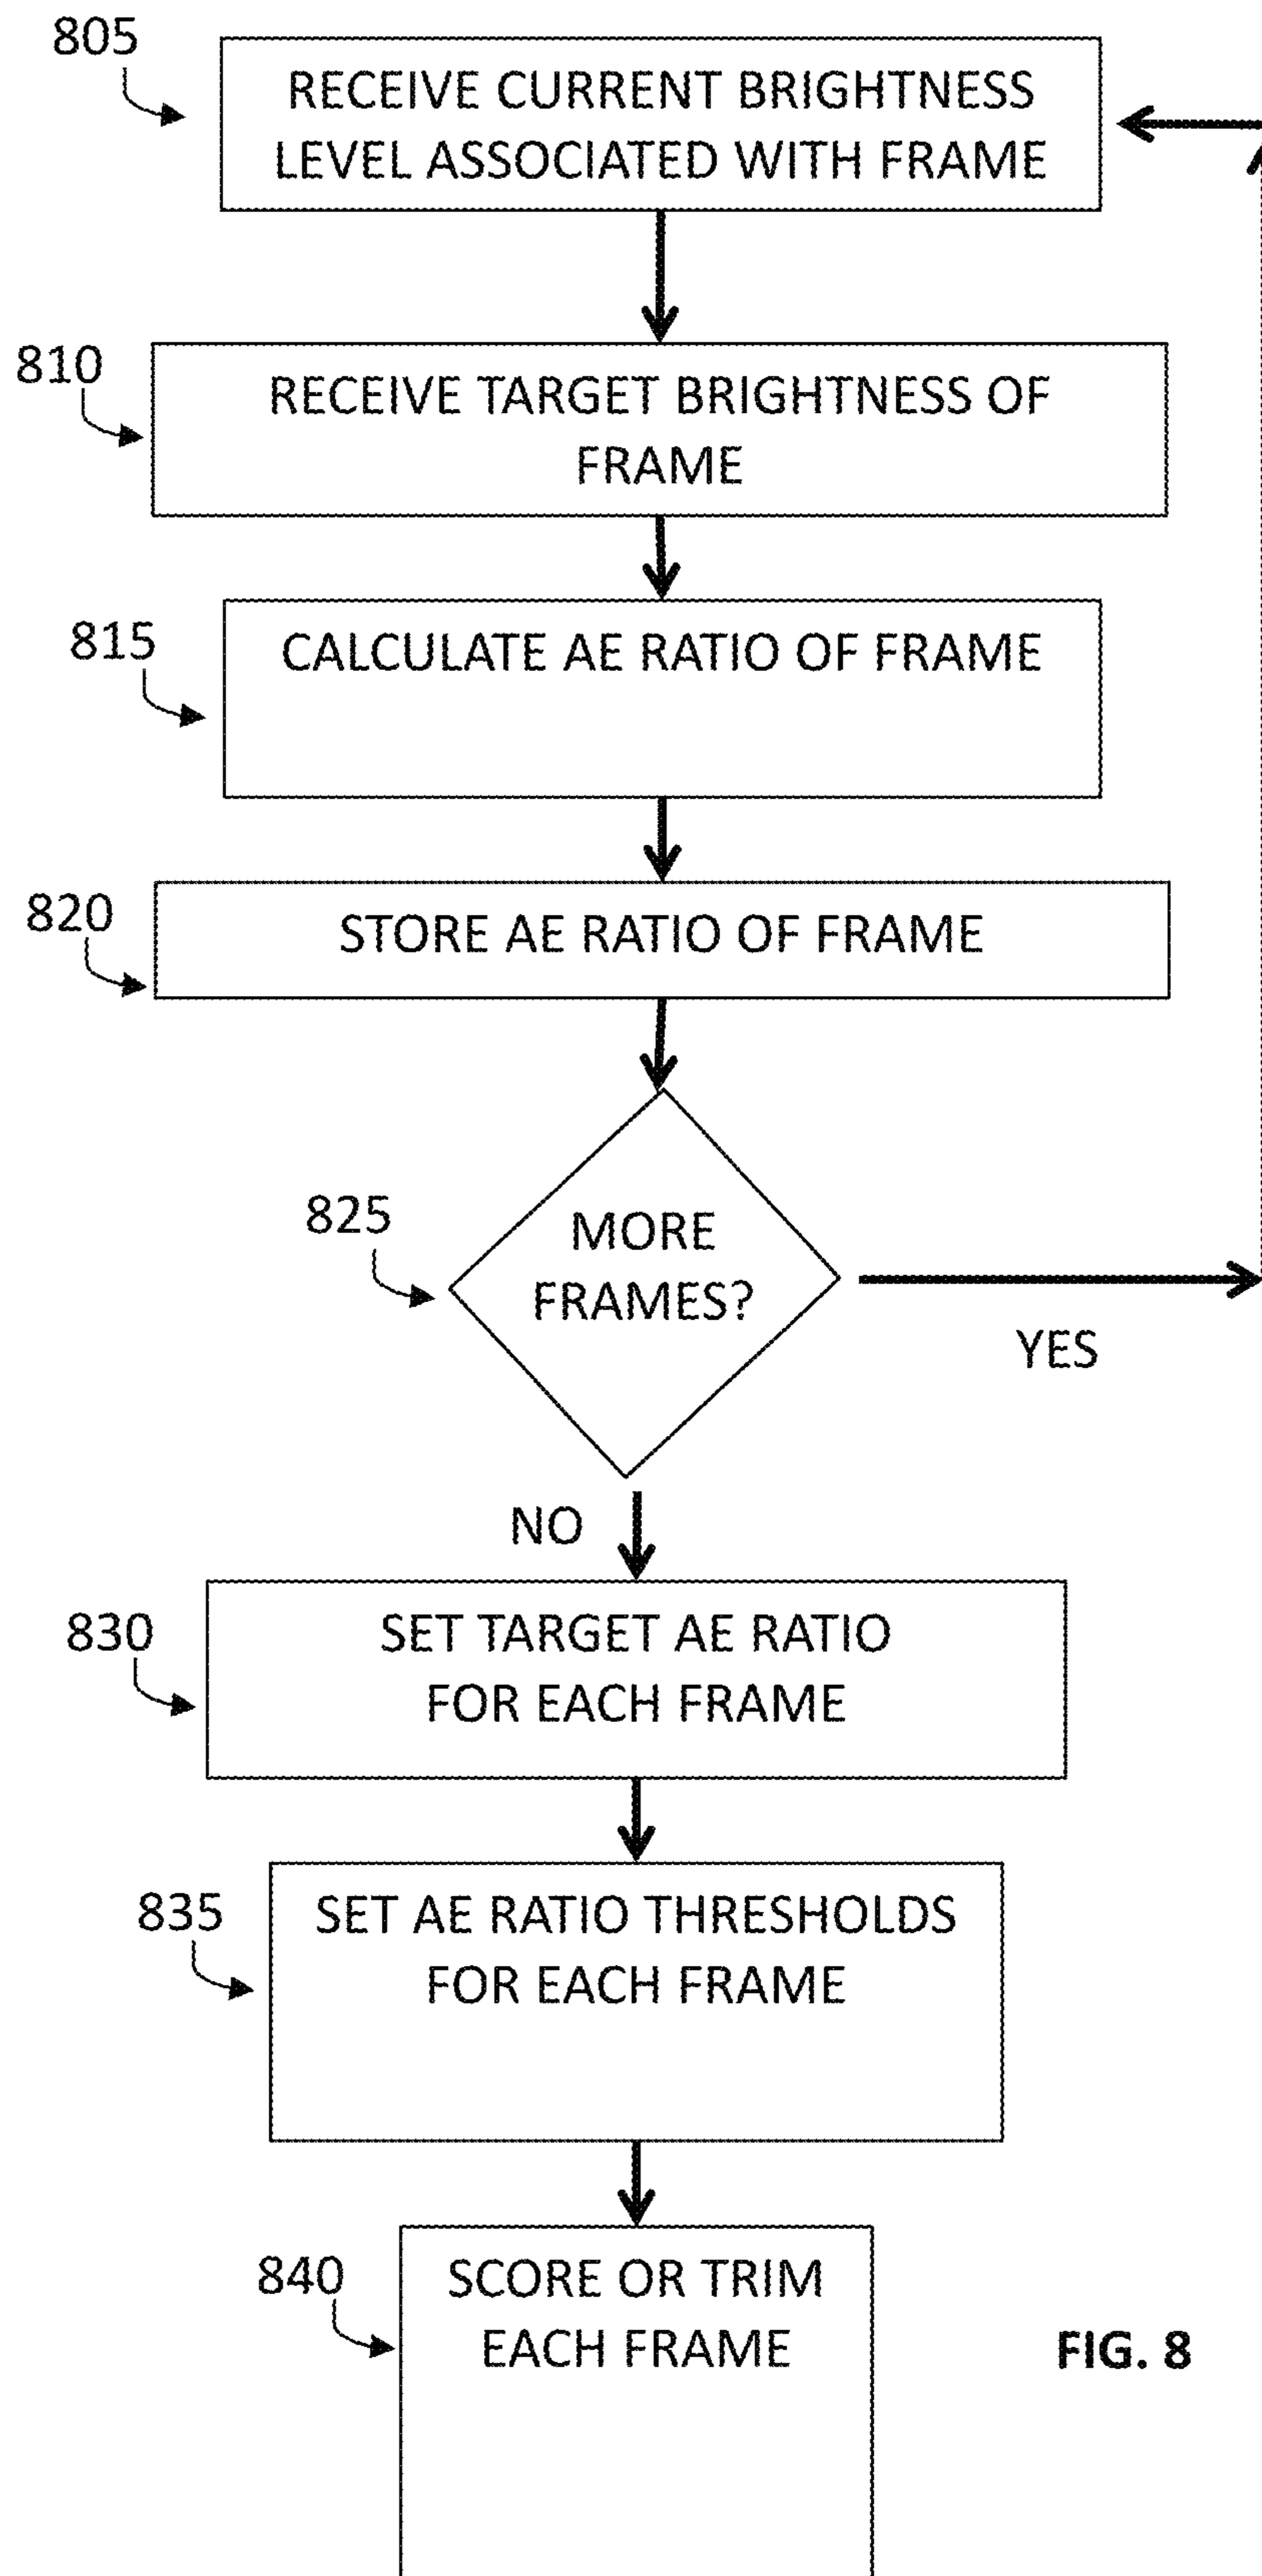 805
RECEIVE CURRENT BRIGHTNESS
LEVEL ASSOCIATED WITH FRAME
810
RECEIVE TARGET BRIGHTNESS OF
FRAME
815
CALCULATE AE RATIO OF FRAME
820
STORE AE RATIO OF FRAME
825
MORE
FRAMES?
YES
NO
830
SET TARGET AE RATIO
FOR EACH FRAME
835
SET AE RATIO THRESHOLDS
FOR EACH FRAME
840
SCORE OR TRIM
EACH FRAME
FIG. 8